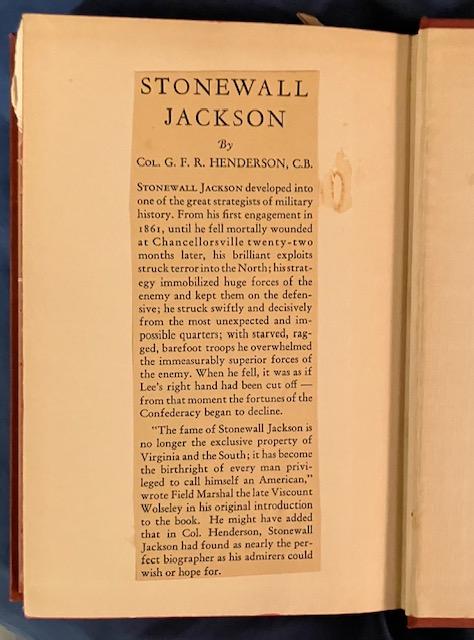 STONEWALL
JACKSON
By
COL. G. F. R. HENDERSON, C.B.
STONEWALL JACKSON developed into
one of the great strategists of military
history. From his first engagement in
1861, until he fell mortally wounded
at Chancellorsville twenty-two
months later, his brilliant exploits
struck terror into the North; his strat-
egy immobilized huge forces of the
enemy and kept them on the defen-
sive; he struck swiftly and decisively
from the most unexpected and im-
possible quarters; with starved, rag-
ged, barefoot troops he overwhelmed
the immeasurably superior forces of
the enemy. When he fell, it was as if
Lee's right hand had been cut off —
from that moment the fortunes of the
Confederacy began to decline.
"The fame of Stonewall Jackson is
no longer the exclusive property of
Virginia and the South; it has become
the birthright of every man privi-
leged to call himself an American,"
wrote Field Marshal the late Viscount
Wolseley in his original introduction
to the book. He might have added
that in Col. Henderson, Stonewall
Jackson had found as nearly the per-
fect biographer as his admirers could
wish or hope for.